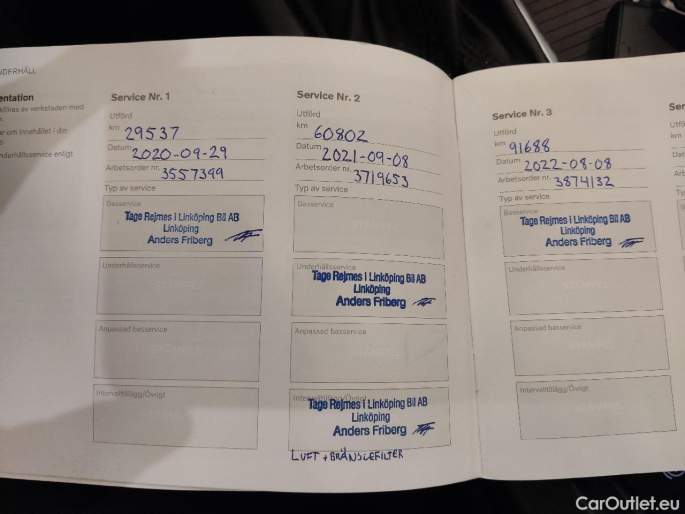 NDERHÅLL
entation
Service Nr. 1
Utförd
km 29537
Datum 2020-09-29
Arbetsorder nr. 3557399
Typ av service
Basservice
Tage Rejmes i Linköping Bil AB
Linköping
Anders Friberg
Underhållsservice
Anpassad basservice
Intervalltillägg/Övrigt
Service Nr. 2
Utförd
km 60802
Datum 2021-09-08
Arbetsorder nr. 3719653
Typ av service
Basservice
Underhållsservice
Tage Rejmes i Linköping Bil AB
Linköping
Anders Friberg
Anpassad basservice
Intervalltillägg/Övrigt
Tage Rejmes i Linköping Bil AB
Linköping
Anders Friberg
LUFT + BRÄNSLEFILTER
Service Nr. 3
Utförd
km 91688
Datum 2022-08-08
Arbetsorder nr. 3874132
Typ av service
Basservice
Tage Rejmes i Linköping Bil AB
Linköping
Anders Friberg
Underhållsservice
Anpassad basservice
Intervalltillägg/Övrigt
CarOutlet.eu